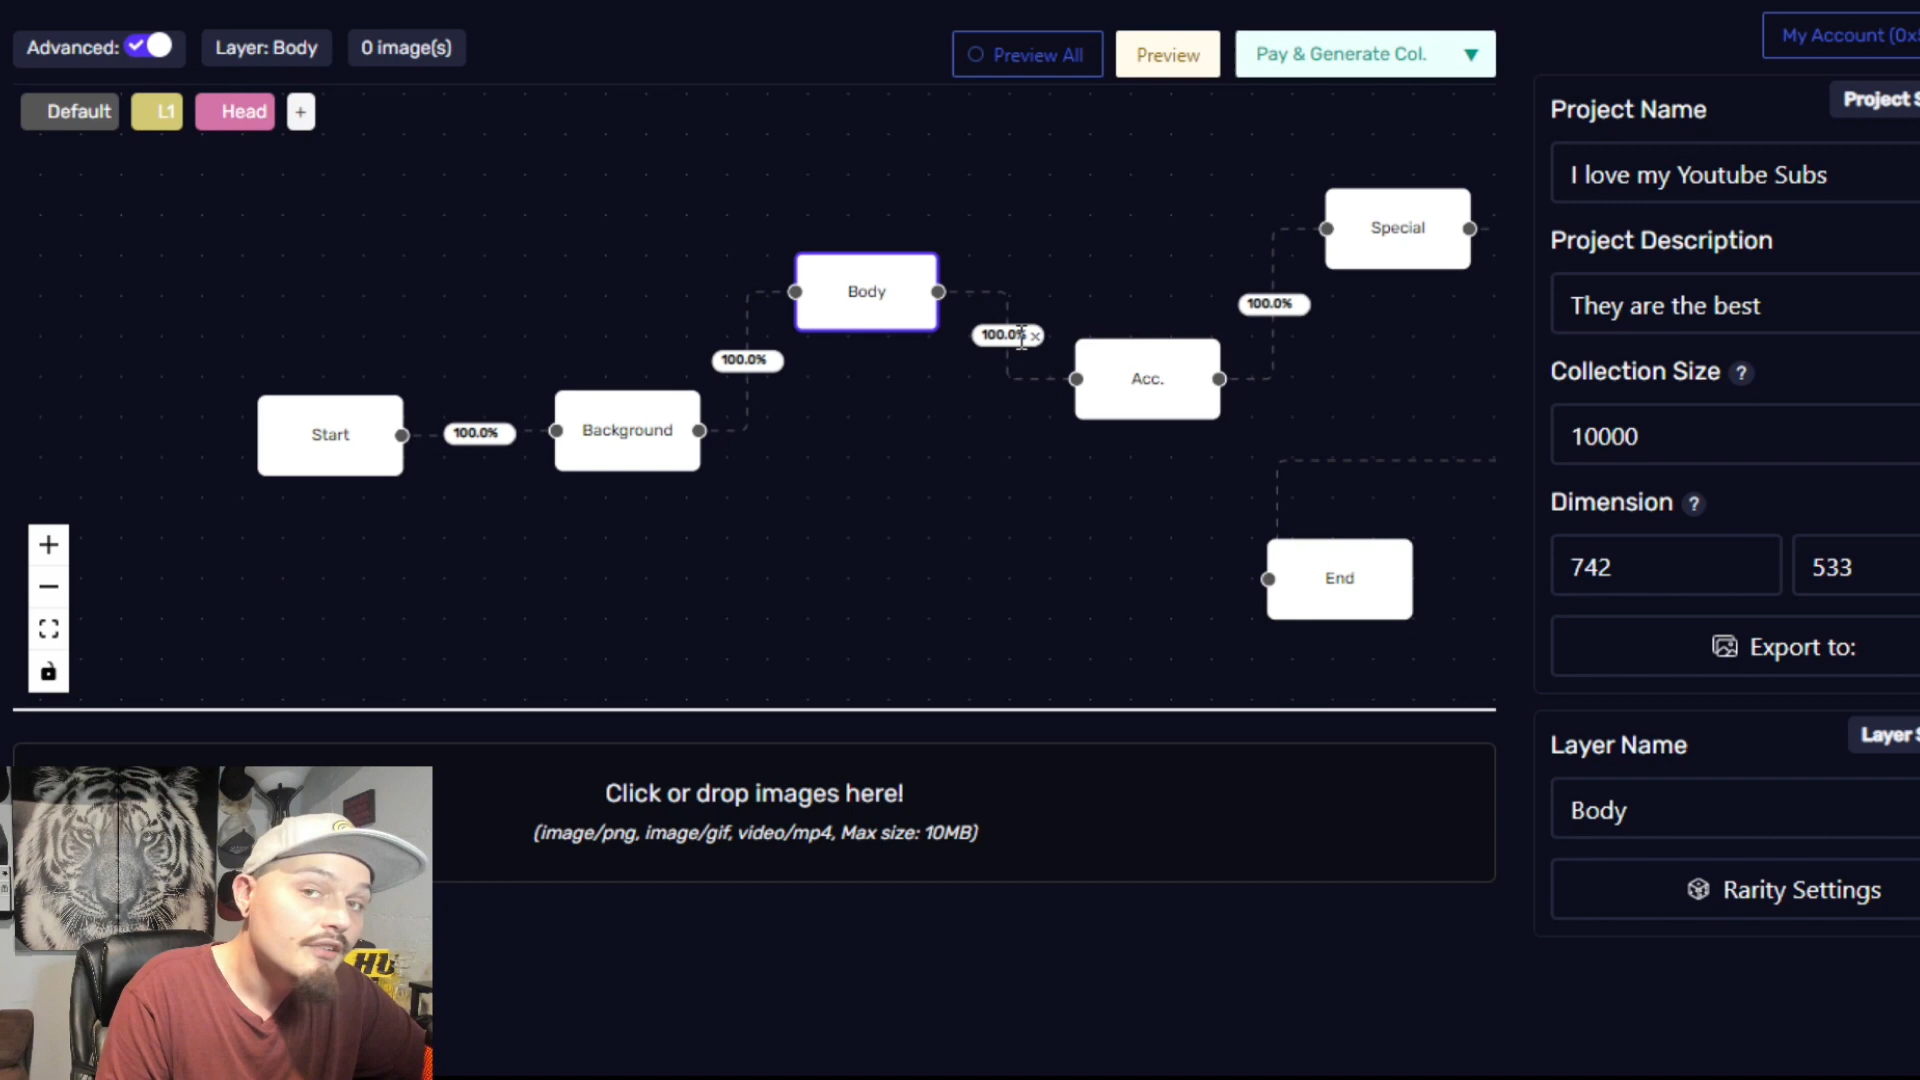 Advanced:
Layer: Body
0 image(s)
Preview All
Preview
Pay & Generate Col.
My Account (0x
Default
L1
Head
+
Project Name
Project S
I love my Youtube Subs
Project Description
They are the best
Collection Size ?
10000
Dimension ?
742
533
Export to:
Special
100.0%
Body
100.0%
100.0%
Acc.
Start
100.0%
Background
End
Click or drop images here!
(image/png, image/gif, video/mp4, Max size: 10MB)
Layer Name
Layer S
Body
Rarity Settings
HU